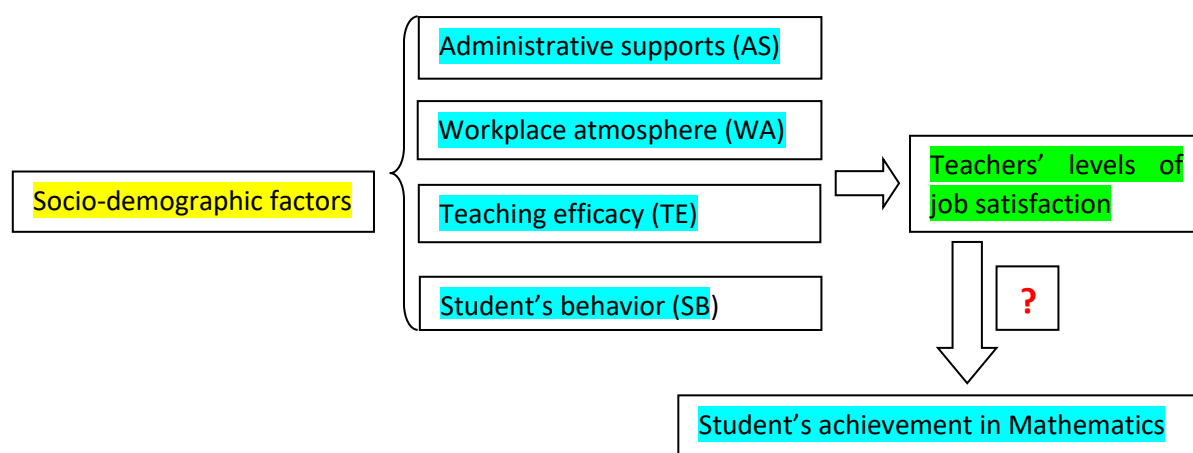 Administrative supports (AS)
Workplace atmosphere (WA)
Socio-demographic factors
Teaching efficacy (TE)
Student's behavior (SB)
Teachers' levels of
job satisfaction
?
Student's achievement in Mathematics